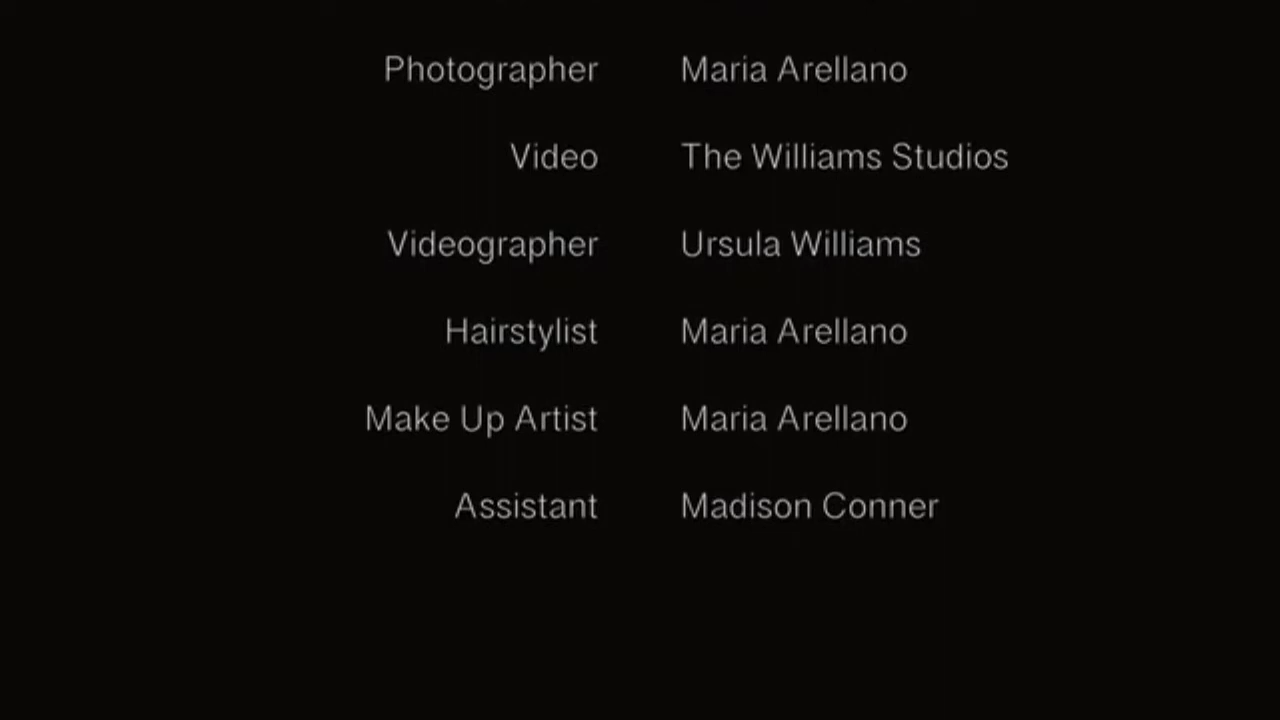 Photographer Maria Arellano
Video The Williams Studios
Videographer Ursula Williams
Hairstylist Maria Arellano
Make Up Artist Maria Arellano
Assistant Madison Conner